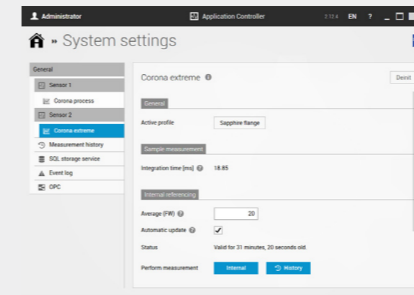 Administrator
Application Controller
EN ? _
» System settings
General
Sensor 1
Corona process
Sensor 2
Corona extreme
Measurement history
SQL storage service
Event log
OPC
Corona extreme
General
Active profile Sapphire flange
Sample measurement
Integration time [ms] 18.85
Internal referencing
Average (FW) 20
Automatic update
Status Valid for 31 minutes, 20 seconds old
Perform measurement Internal History